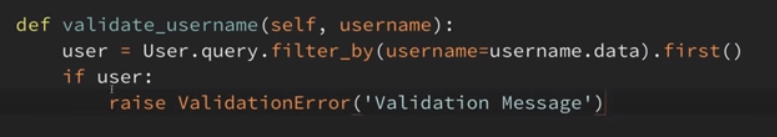 def validate_username(self, username):
    user = User.query.filter_by(username=username.data).first()
    if user:
        raise ValidationError('Validation Message')